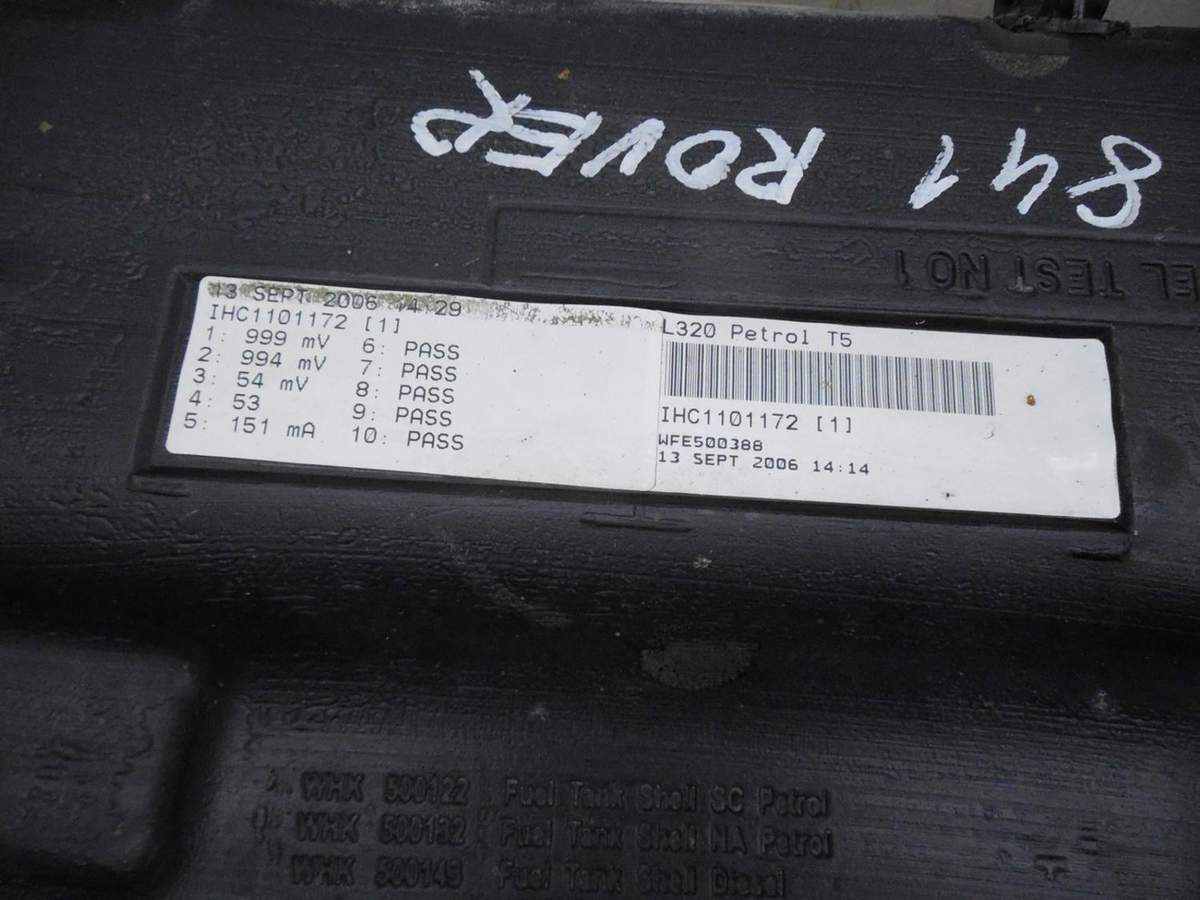 841 ROVER
EL TEST NO 1
13 SEPT 2006 14:29
IHC1101172 [1]
1: 999 mV 6: PASS
2: 994 mV 7: PASS
3: 54 mV 8: PASS
4: 53 9: PASS
5: 151 mA 10: PASS
L320 Petrol T5
IHC1101172 [1]
WFE500388
13 SEPT 2006 14:14
WHK 500122 Fuel Tank Shell SC Petrol
WHK 500132 Fuel Tank Shell NA Petrol
WHK 500143 Fuel Tank Shell Diesel